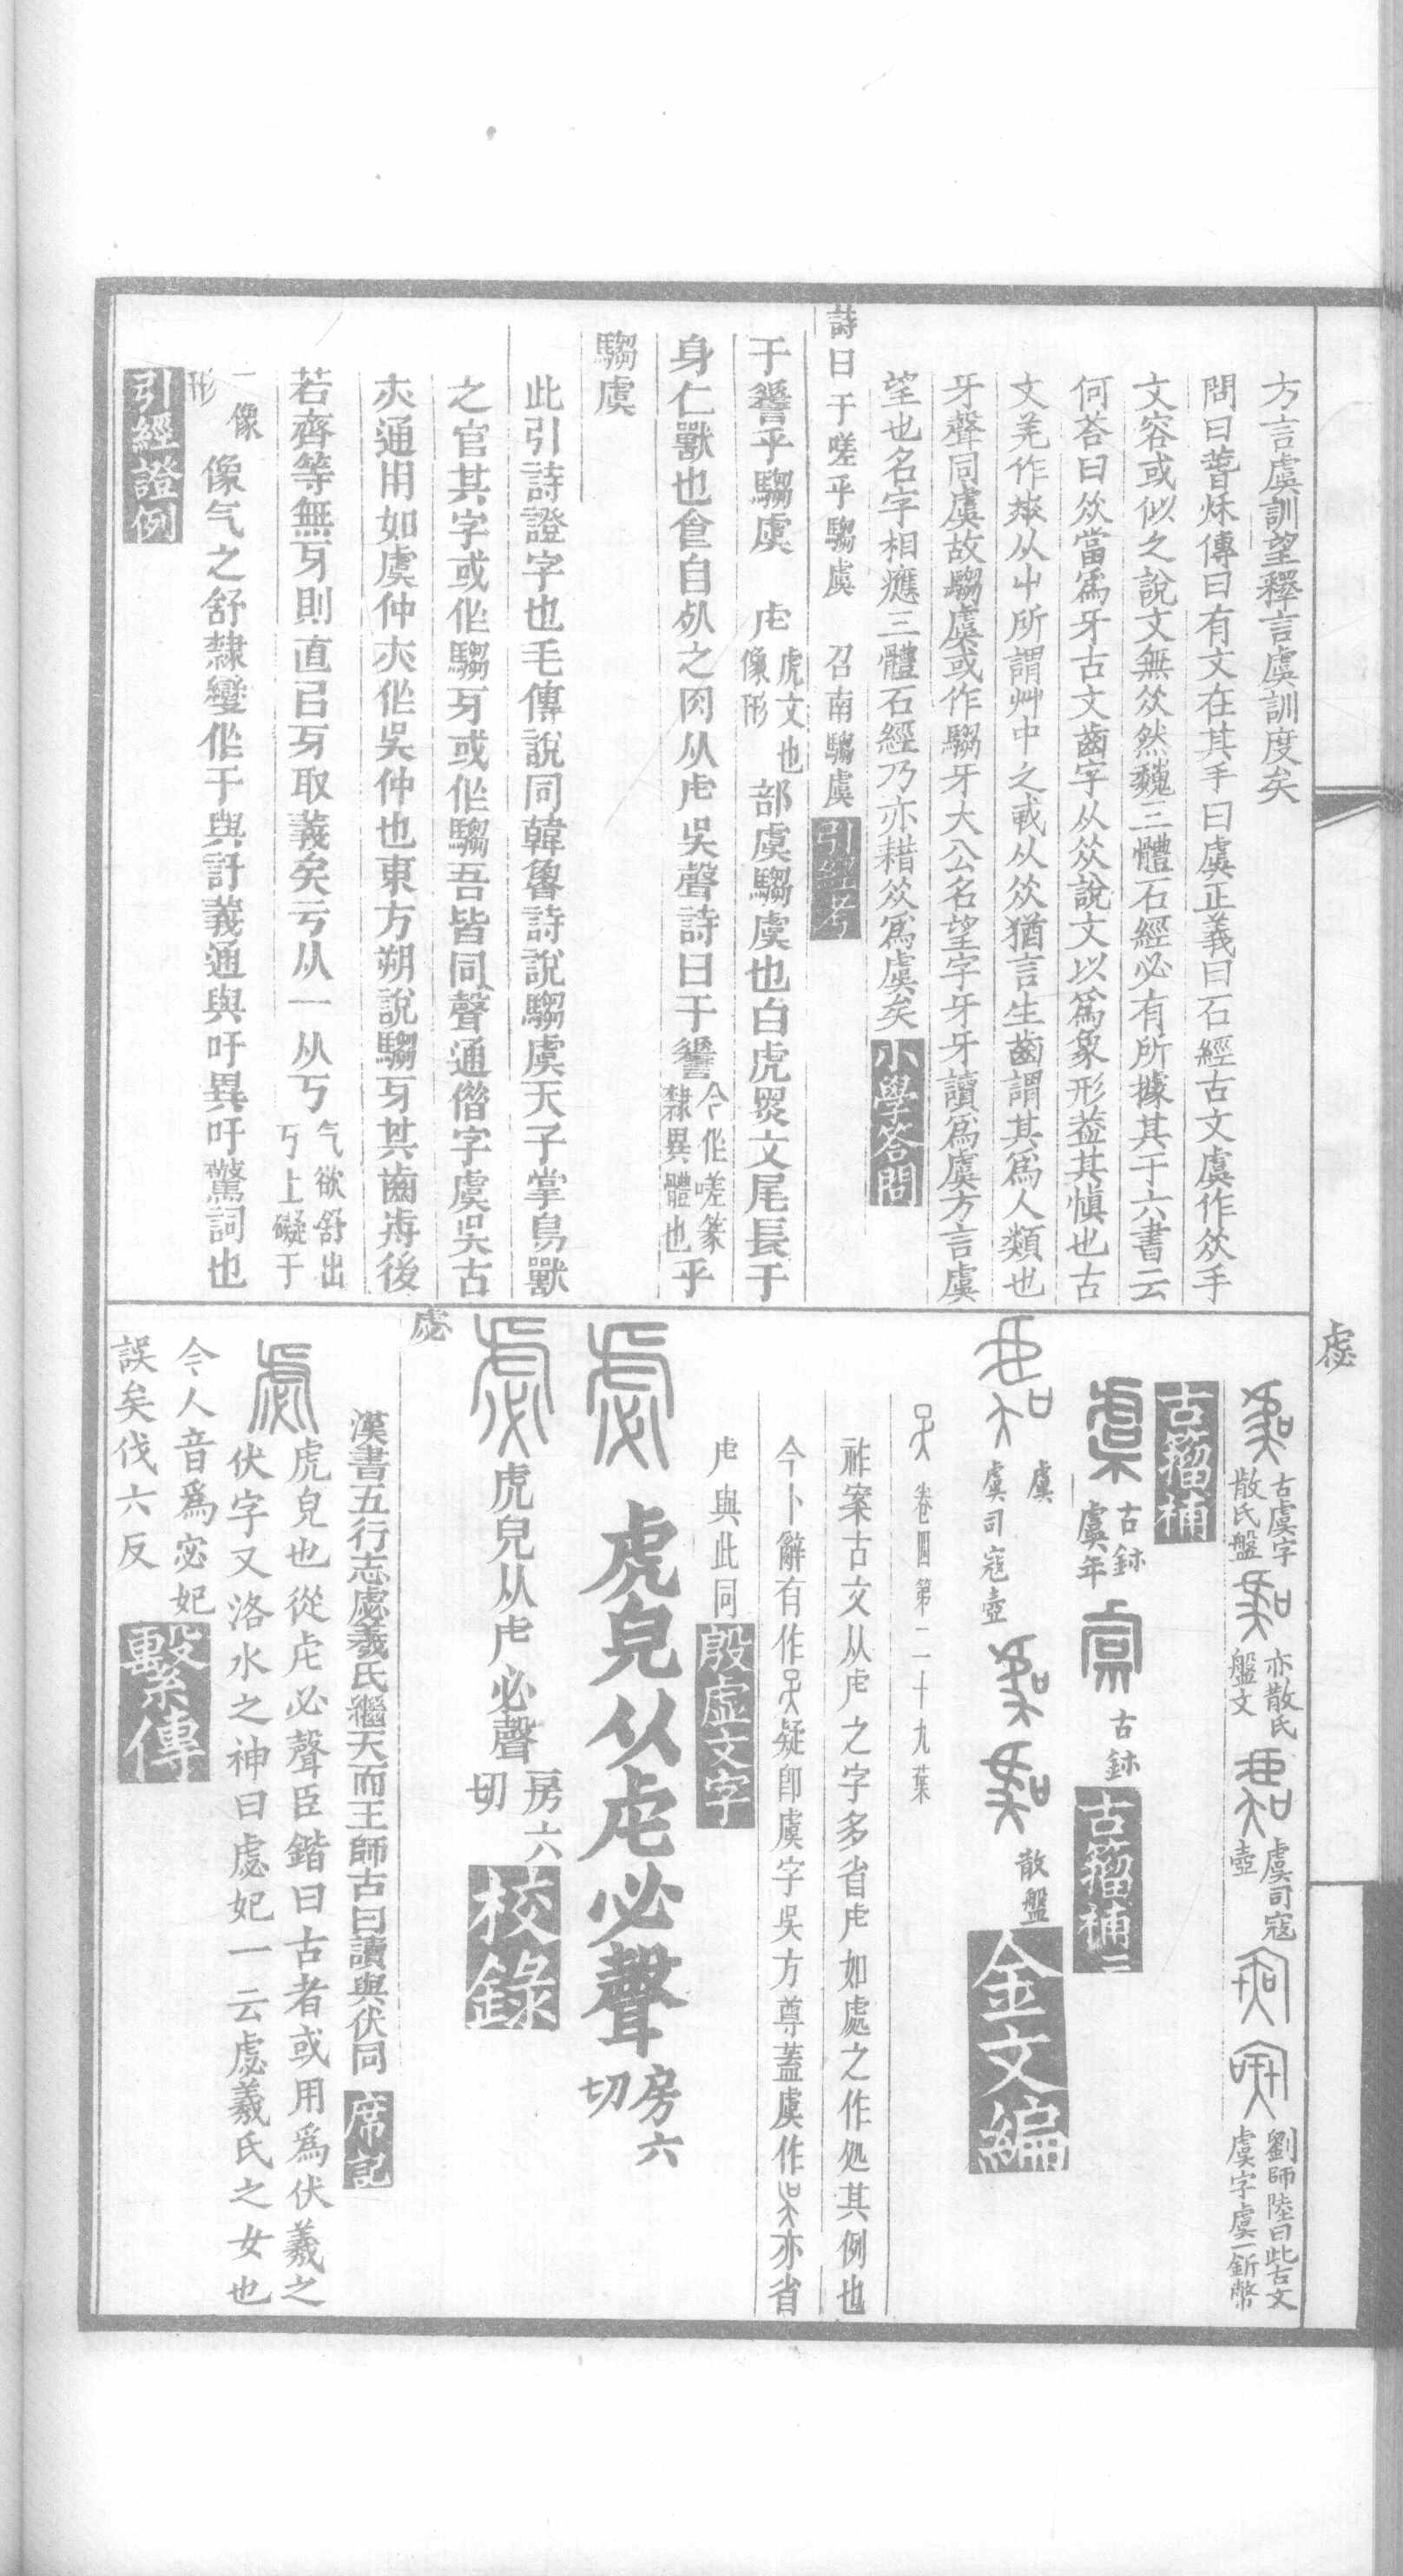 方言虞訓望釋言虞訓度矣
問曰春秋傳曰有文在其手曰虞正義曰石經古文虞作㒳手
文容或似之說文無㒳然魏三體石經必有所據其于六書云
何荅曰㒳當爲牙古文齒字从㒳說文以爲象形葢其愼也古
文羌作𦍑从屮所謂艸中之𢦏从㒳猶言生齒謂其爲人類也
牙聲同虞故騶虞或作騶牙大公名望字牙牙讀爲虞方言虞
望也名字相應三體石經乃亦耤㒳爲虞矣 小學答問
詩曰于嗟乎騶虞 召南騶虞 引經考
于𧬨乎騶虞 虍虎文也像形部虞騶虞也白虎黑文尾長于
身仁獸也食自死之肉从虍吳聲詩曰于𧬨今作嗟篆隸異體也乎
騶虞
此引詩證字也毛傳說同韓魯詩說騶虞天子掌鳥獸
之官其字或作騶牙或作騶吾皆同聲通借字虞吳古
亦通用如虞仲亦作吳仲也東方朔說騶牙其齒歬後
若齊等無牙則直已牙取義矣亏从一从丂气欲舒出丂上礙于
一像形像气之舒隸變作于與訏義通與吁異吁驚詞也
引經證例
虙
古虞字散氏盤 亦散氏盤文 虞司寇壺 劉師陸曰此古文虞字虞一釿幣
古籀補
古鉨虞年 古鉨 古籀補二
虞 虞司寇壺 散盤 金文編
卷四第二十九葉
祚案古文从虍之字多省虍如處之作処其例也
今卜辭有作㕦疑卽虞字吳方尊蓋虞作㕦亦省
虍與此同 殷虛文字
虎皃从虍必聲房六切
虎皃从虍必聲房六切 校錄
虙
漢書五行志虙羲氏繼天而王師古曰讀與伏同 席記
虎皃也從虍必聲臣鍇曰古者或用爲伏羲之
伏字又洛水之神曰虙妃一云虙羲氏之女也
今人音爲宓妃
誤矣伐六反 繫傳